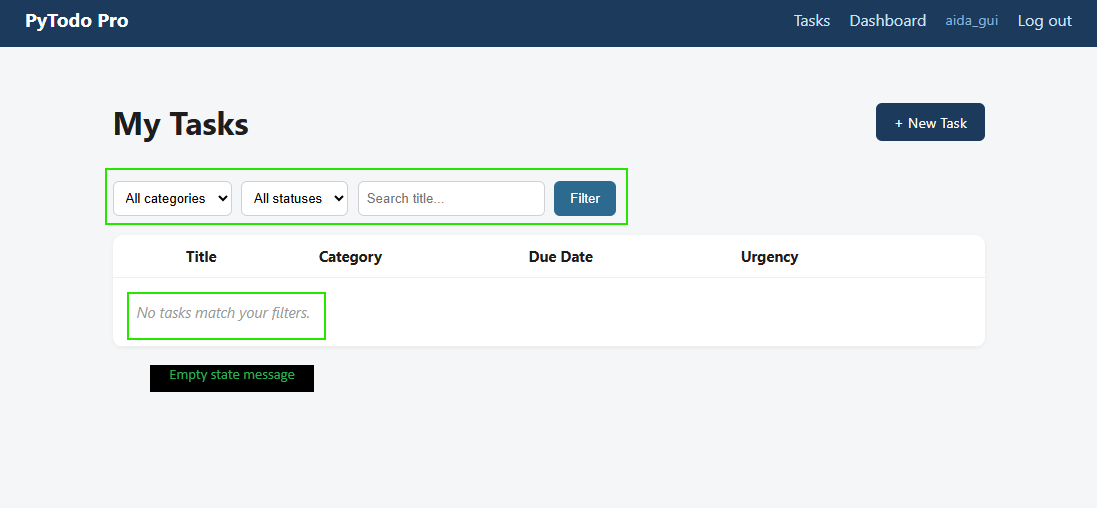 PyTodo Pro Tasks Dashboard aida_gui Log out
My Tasks + New Task
All categories All statuses Search title... Filter
Title Category Due Date Urgency
No tasks match your filters.
Empty state message